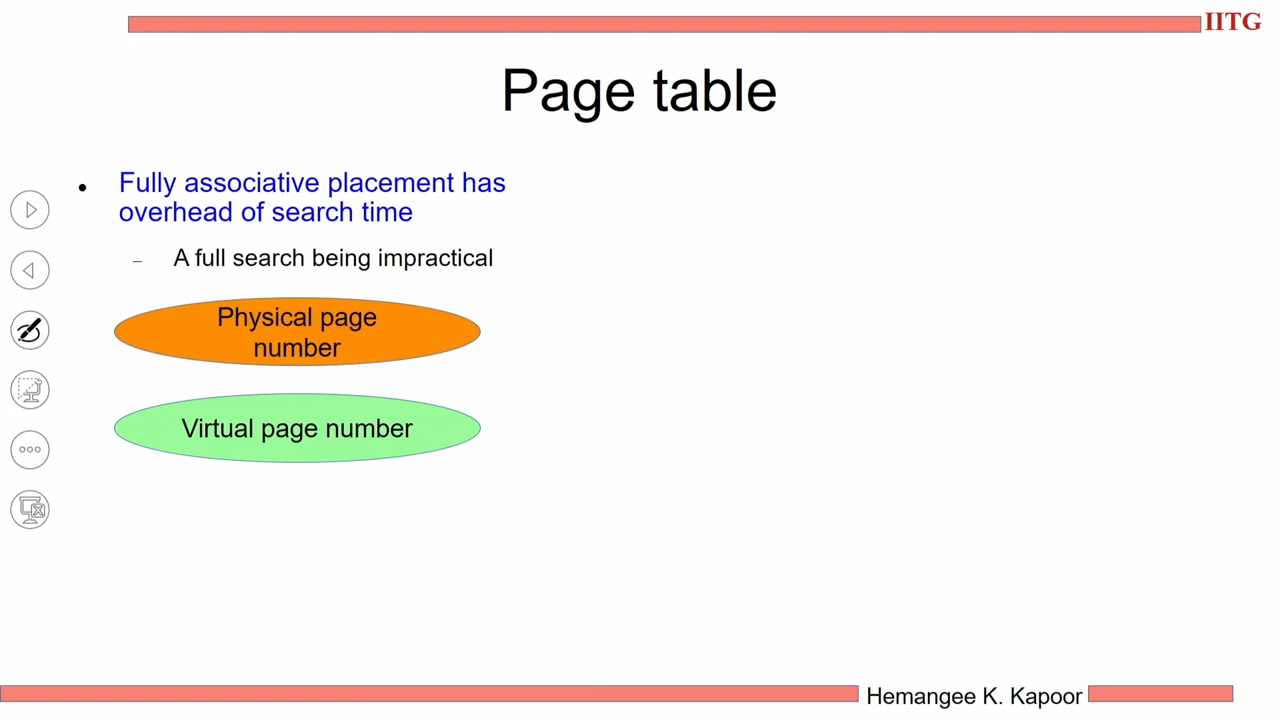 IITG
Page table
• Fully associative placement has
overhead of search time
– A full search being impractical
Physical page
number
Virtual page number
Hemangee K. Kapoor